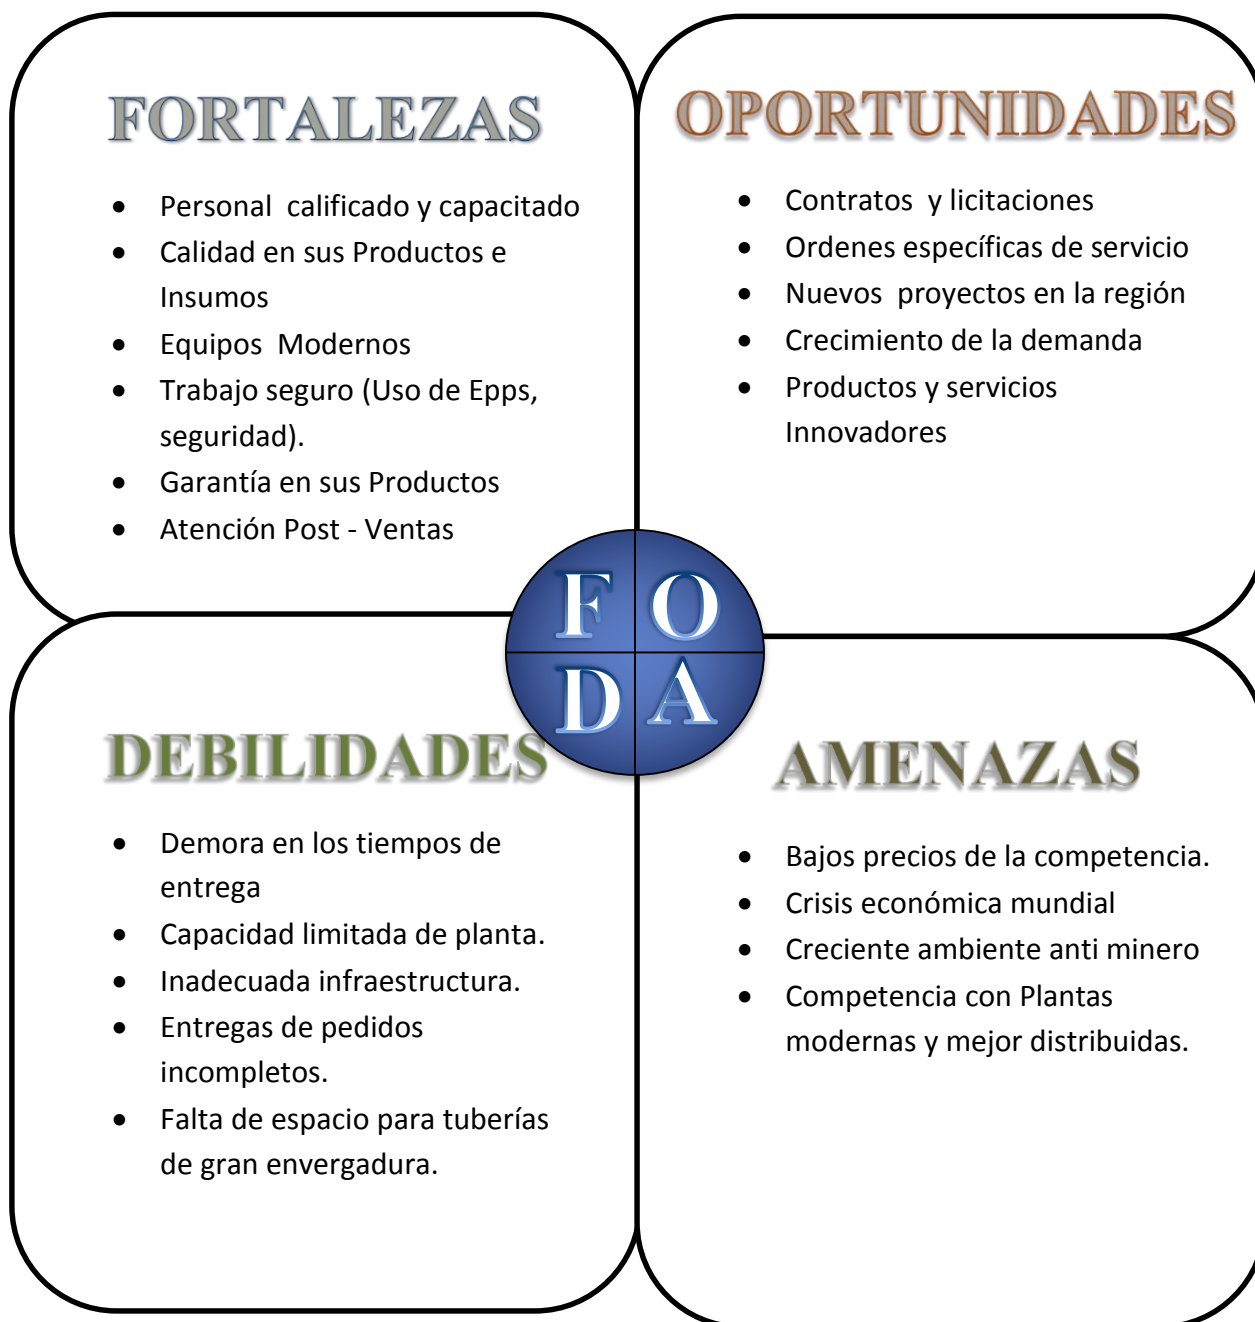 FORTALEZAS
• Personal calificado y capacitado
• Calidad en sus Productos e
Insumos
• Equipos Modernos
• Trabajo seguro (Uso de Epps,
seguridad).
• Garantía en sus Productos
• Atención Post - Ventas
OPORTUNIDADES
• Contratos y licitaciones
• Ordenes específicas de servicio
• Nuevos proyectos en la región
• Crecimiento de la demanda
• Productos y servicios
Innovadores
F O
D A
DEBILIDADES
• Demora en los tiempos de
entrega
• Capacidad limitada de planta.
• Inadecuada infraestructura.
• Entregas de pedidos
incompletos.
• Falta de espacio para tuberías
de gran envergadura.
AMENAZAS
• Bajos precios de la competencia.
• Crisis económica mundial
• Creciente ambiente anti minero
• Competencia con Plantas
modernas y mejor distribuidas.